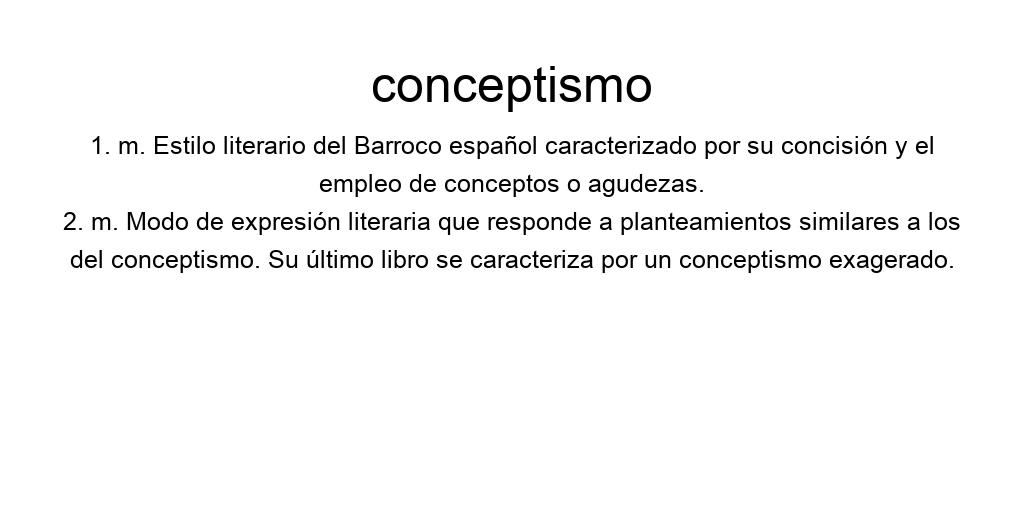 conceptismo
1. m. Estilo literario del Barroco español caracterizado por su concisión y el
empleo de conceptos o agudezas.
2. m. Modo de expresión literaria que responde a planteamientos similares a los
del conceptismo. Su último libro se caracteriza por un conceptismo exagerado.